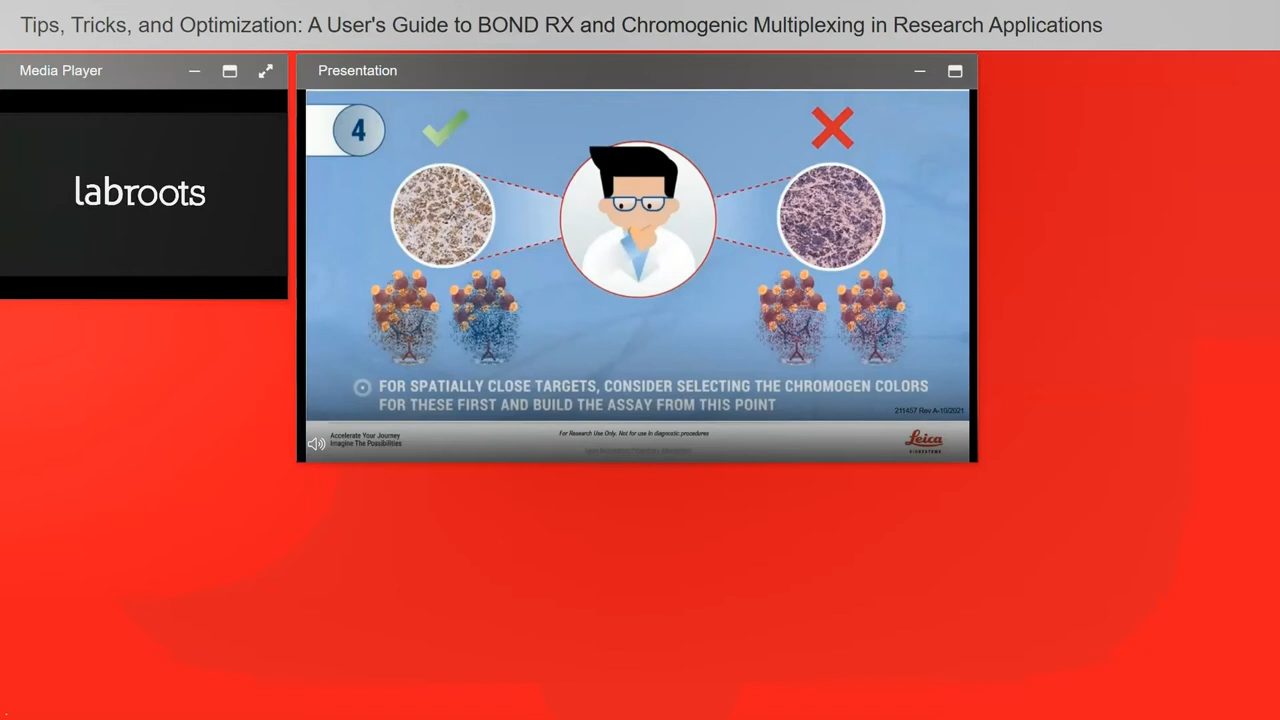 Tips, Tricks, and Optimization: A User's Guide to BOND RX and Chromogenic Multiplexing in Research Applications
Media Player
Presentation
labroots
4
FOR SPATIALLY CLOSE TARGETS, CONSIDER SELECTING THE CHROMOGEN COLORS
FOR THESE FIRST AND BUILD THE ASSAY FROM THIS POINT
211457 Rev A-10/2021
Accelerate Your Journey
Imagine The Possibilities
For Research Use Only. Not for use in diagnostic procedures
Leica
BIOSYSTEMS